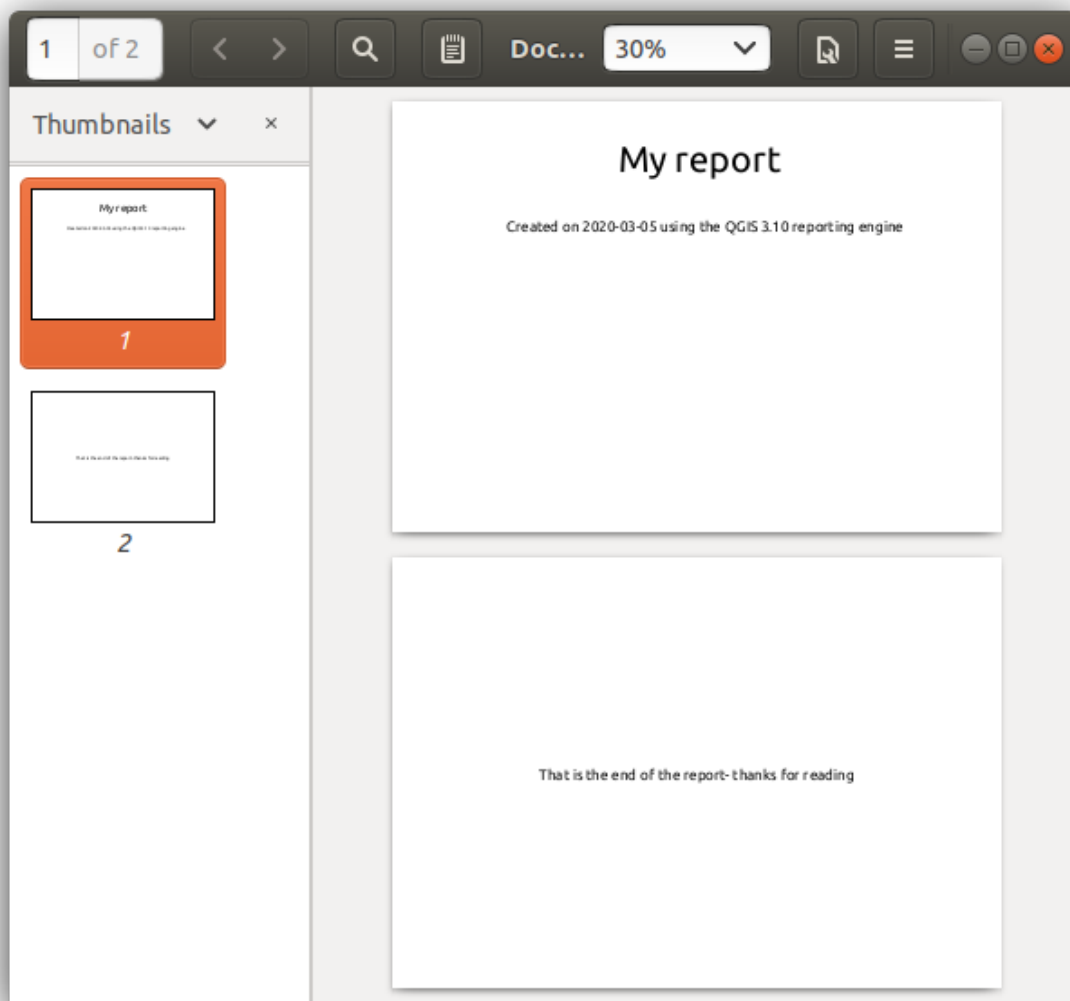 1 of 2
Doc...
30%
Thumbnails
My report
1
2
My report
Created on 2020-03-05 using the QGIS 3.10 reporting engine
That is the end of the report- thanks for reading